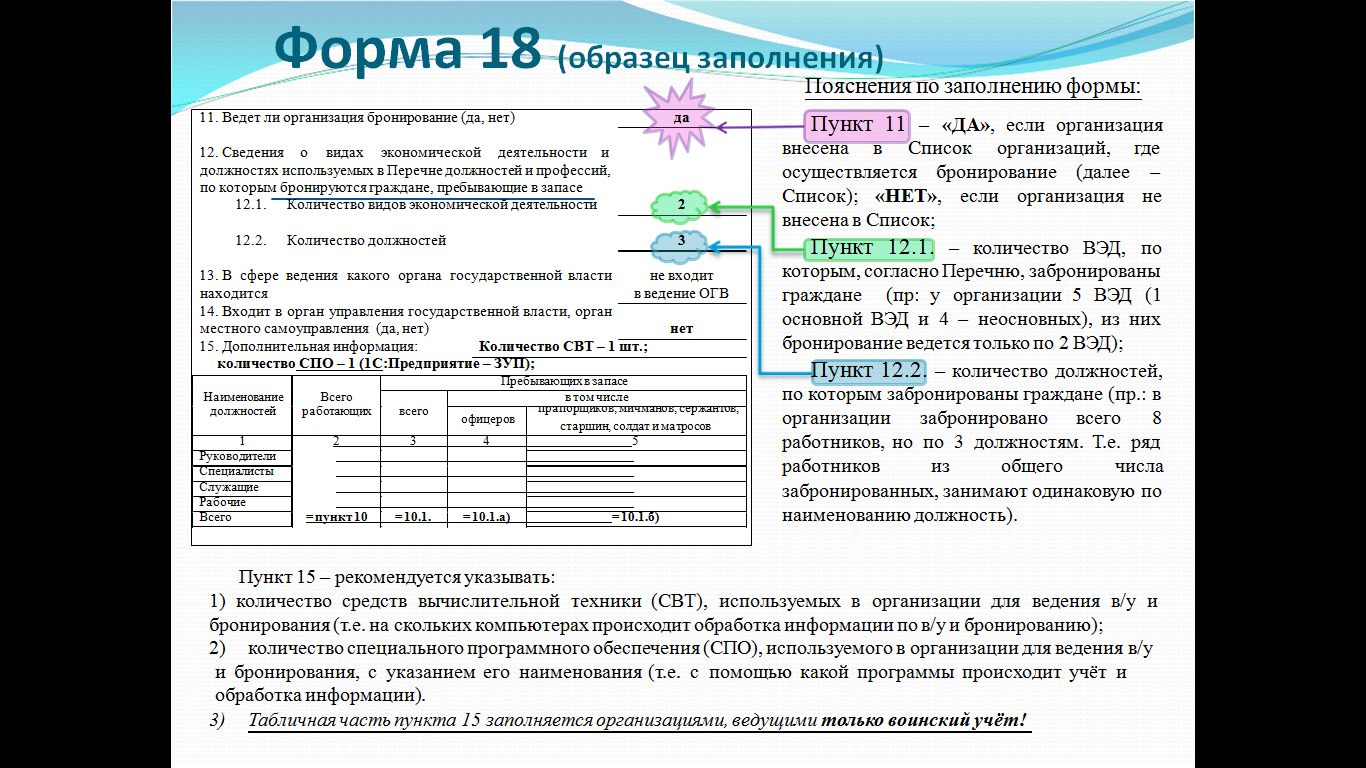 Форма 18 (образец заполнения)
11. Ведет ли организация бронирование (да, нет)
да
12. Сведения о видах экономической деятельности и
должностях используемых в Перечне должностей и профессий,
по которым бронируются граждане, пребывающие в запасе
12.1. Количество видов экономической деятельности
2
12.2. Количество должностей
3
13. В сфере ведения какого органа государственной власти
находится
не входит
в ведение ОГВ
14. Входит в орган управления государственной власти, орган
местного самоуправления (да, нет)
нет
15. Дополнительная информация: Количество СВТ – 1 шт.;
количество СПО – 1 (1С:Предприятие – ЗУП);
Наименование
должностей
Всего
работающих
Пребывающих в запасе
всего
в том числе
офицеров
прапорщиков, мичманов, сержантов,
старшин, солдат и матросов
1 2 3 4 5
Руководители
Специалисты
Служащие
Рабочие
Всего =пункт 10 =10.1. =10.1.а) =10.1.б)
Пояснения по заполнению формы:
Пункт 11 – «ДА», если организация
внесена в Список организаций, где
осуществляется бронирование (далее –
Список); «НЕТ», если организация не
внесена в Список;
Пункт 12.1. – количество ВЭД, по
которым, согласно Перечню, забронированы
граждане (пр: у организации 5 ВЭД (1
основной ВЭД и 4 – неосновных), из них
бронирование ведется только по 2 ВЭД);
Пункт 12.2. – количество должностей,
по которым забронированы граждане (пр.: в
организации забронировано всего 8
работников, но по 3 должностям. Т.е. ряд
работников из общего числа
забронированных, занимают одинаковую по
наименованию должность).
Пункт 15 – рекомендуется указывать:
1) количество средств вычислительной техники (СВТ), используемых в организации для ведения в/у и
бронирования (т.е. на скольких компьютерах происходит обработка информации по в/у и бронированию);
2) количество специального программного обеспечения (СПО), используемого в организации для ведения в/у
и бронирования, с указанием его наименования (т.е. с помощью какой программы происходит учёт и
обработка информации).
3) Табличная часть пункта 15 заполняется организациями, ведущими только воинский учёт!